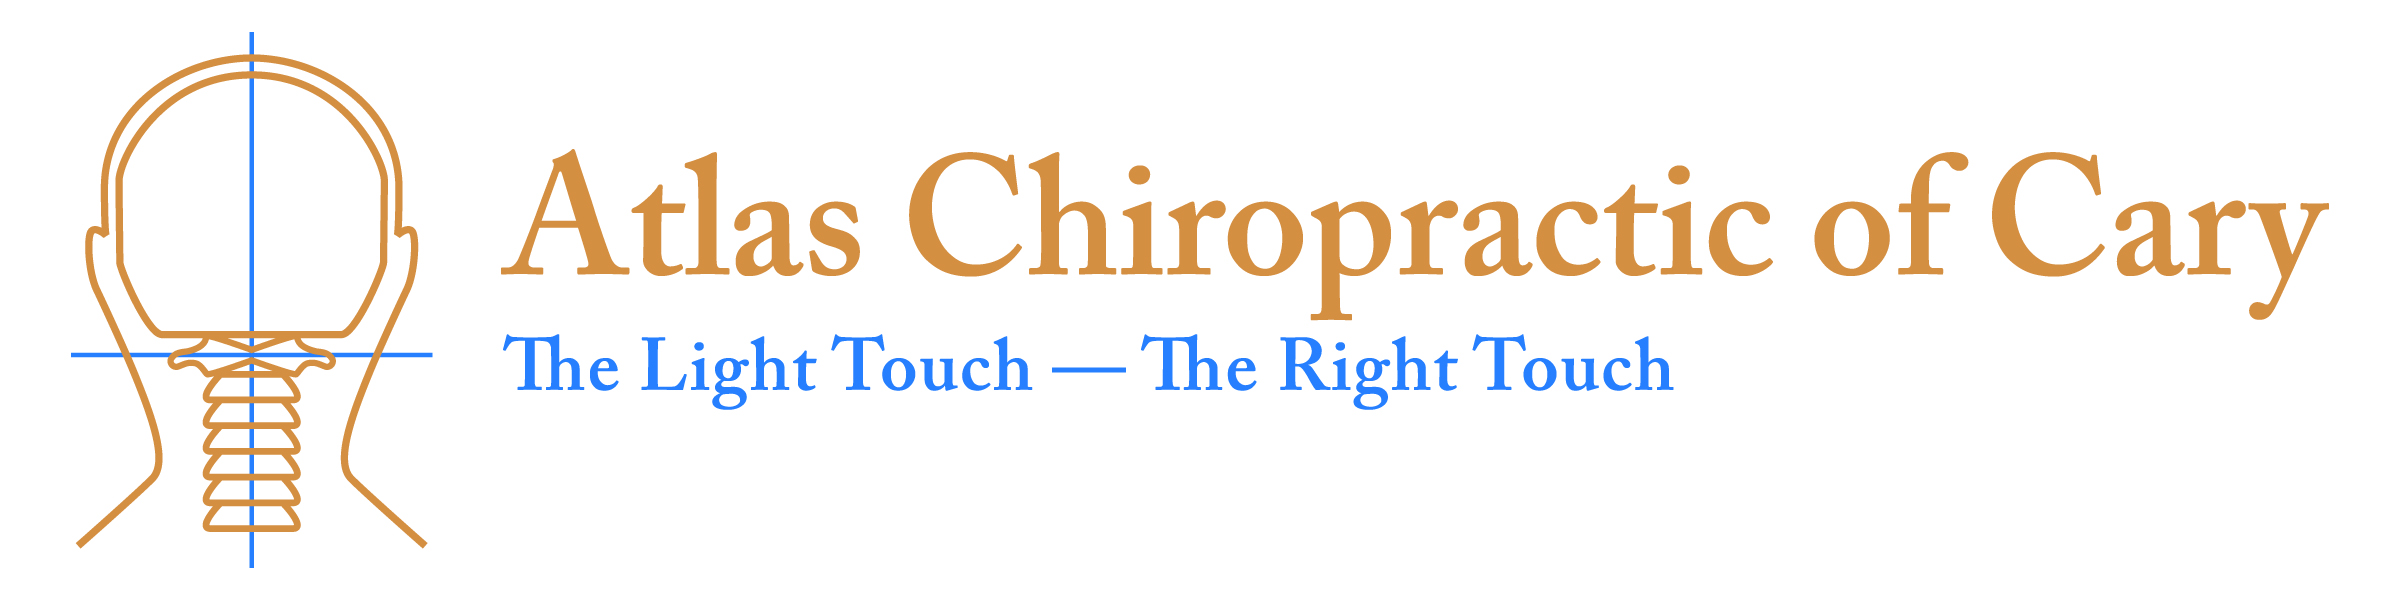 Atlas Chiropractic of Cary
The Light Touch — The Right Touch